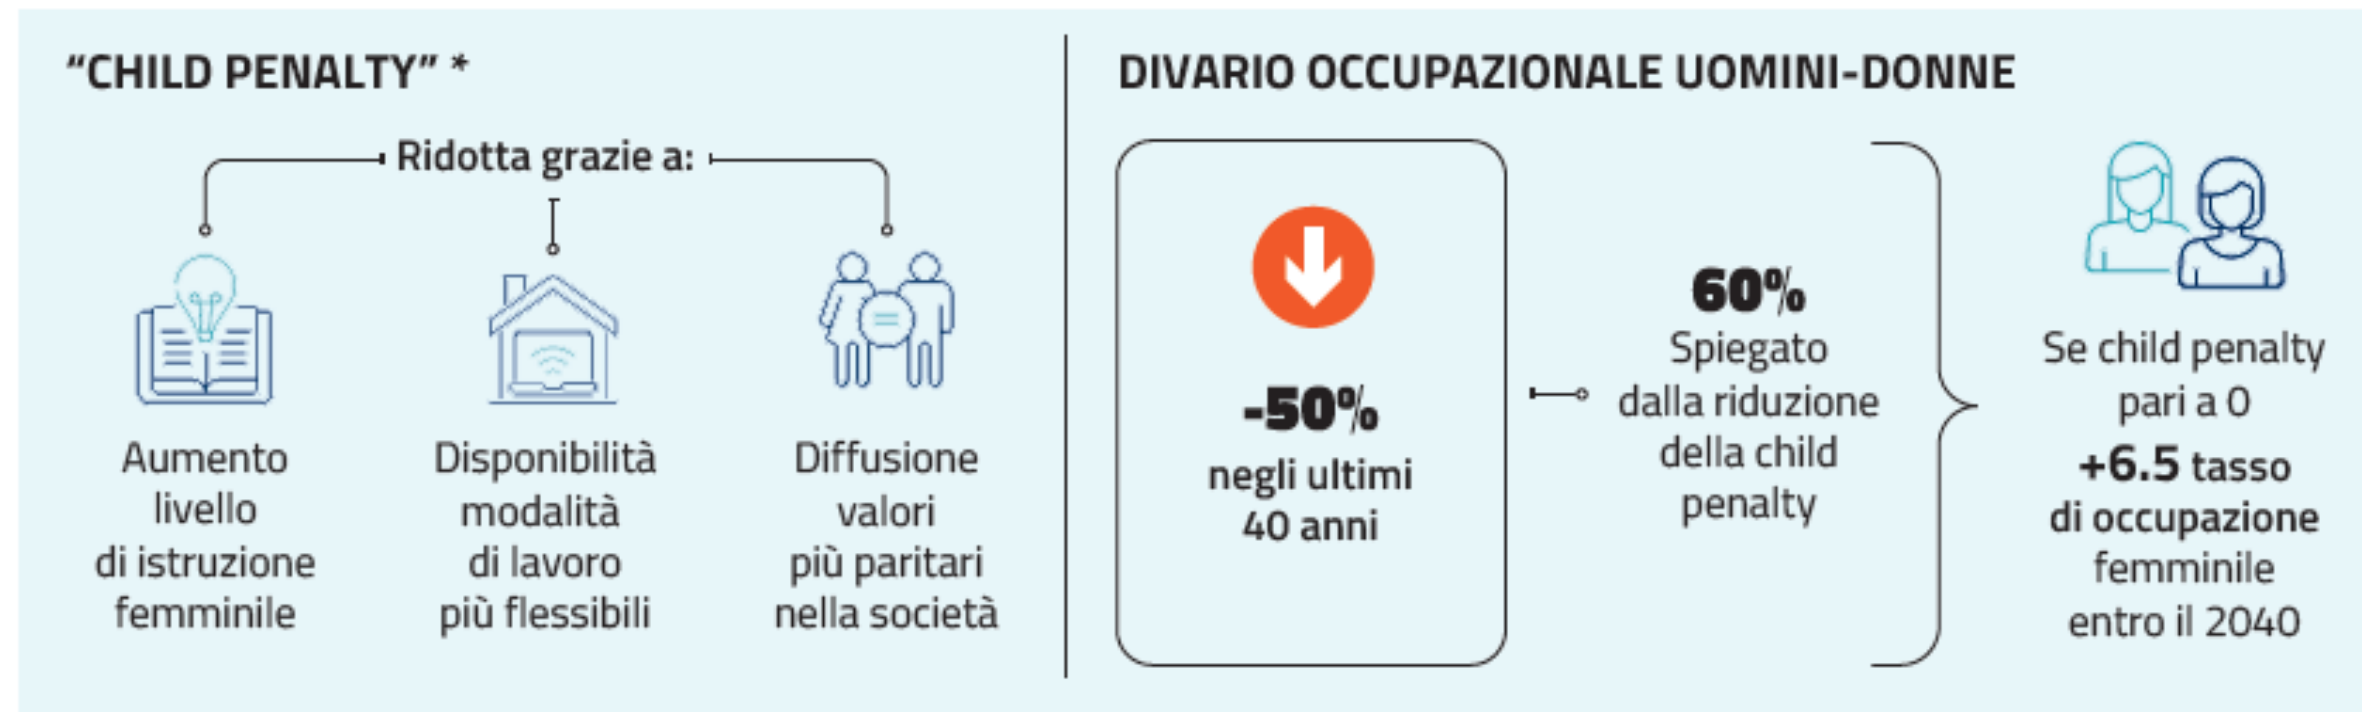 “CHILD PENALTY” *
Ridotta grazie a:
Aumento
livello
di istruzione
femminile
Disponibilità
modalità
di lavoro
più flessibili
Diffusione
valori
più paritari
nella società
DIVARIO OCCUPAZIONALE UOMINI-DONNE
-50%
negli ultimi
40 anni
60%
Spiegato
dalla riduzione
della child
penalty
Se child penalty
pari a 0
+6.5 tasso
di occupazione
femminile
entro il 2040